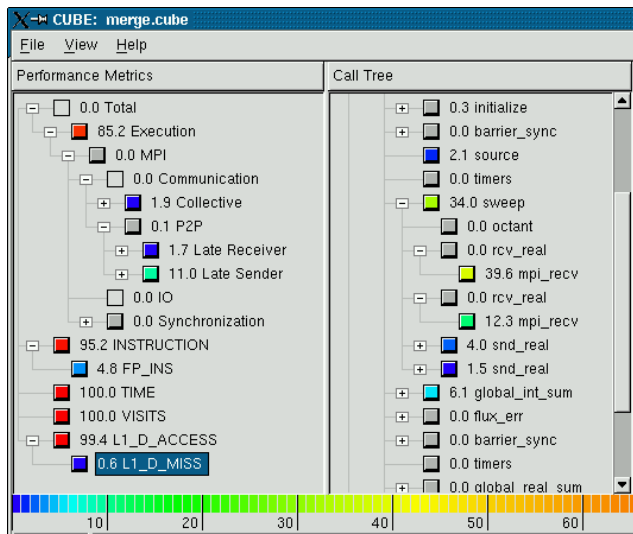 CUBE: merge.cube
File View Help
Performance Metrics
0.0 Total
85.2 Execution
0.0 MPI
0.0 Communication
1.9 Collective
0.1 P2P
1.7 Late Receiver
11.0 Late Sender
0.0 IO
0.0 Synchronization
95.2 INSTRUCTION
4.8 FP_INS
100.0 TIME
100.0 VISITS
99.4 L1_D_ACCESS
0.6 L1_D_MISS
Call Tree
0.3 initialize
0.0 barrier_sync
2.1 source
0.0 timers
34.0 sweep
0.0 octant
0.0 rcv_real
39.6 mpi_recv
0.0 rcv_real
12.3 mpi_recv
4.0 snd_real
1.5 snd_real
6.1 global_int_sum
0.0 flux_err
0.0 barrier_sync
0.0 timers
0.0 global_real_sum
10 20 30 40 50 60